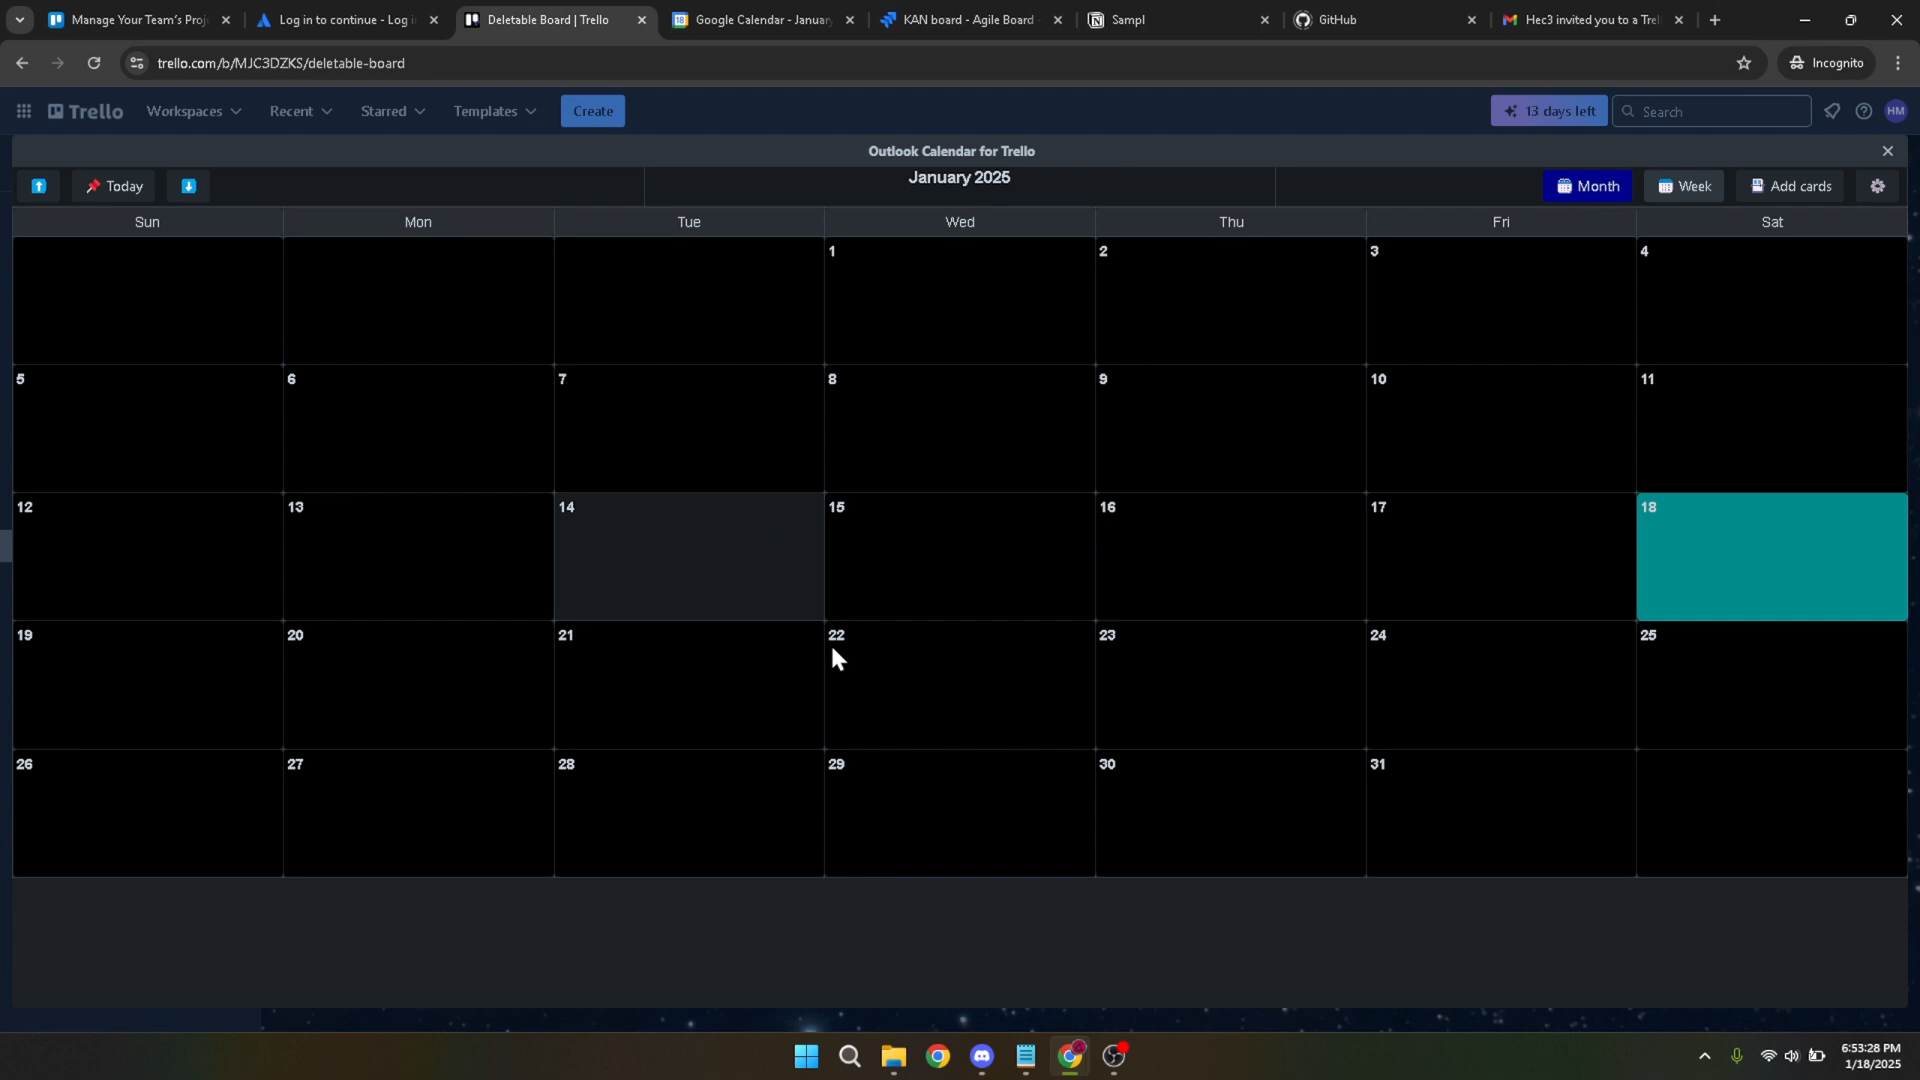 Manage Your Team's Proj
Log in to continue - Log i
Deletable Board | Trello
Google Calendar - January
KAN board - Agile Board
Sampl
GitHub
Hec3 invited you to a Trel
trello.com/b/MJC3DZKS/deletable-board
Incognito
Trello
Workspaces
Recent
Starred
Templates
Create
13 days left
Search
HM
Outlook Calendar for Trello
Today
January 2025
Month
Week
Add cards
Sun Mon Tue Wed Thu Fri Sat
1 2 3 4
5 6 7 8 9 10 11
12 13 14 15 16 17 18
19 20 21 22 23 24 25
26 27 28 29 30 31
6:53:28 PM
1/18/2025